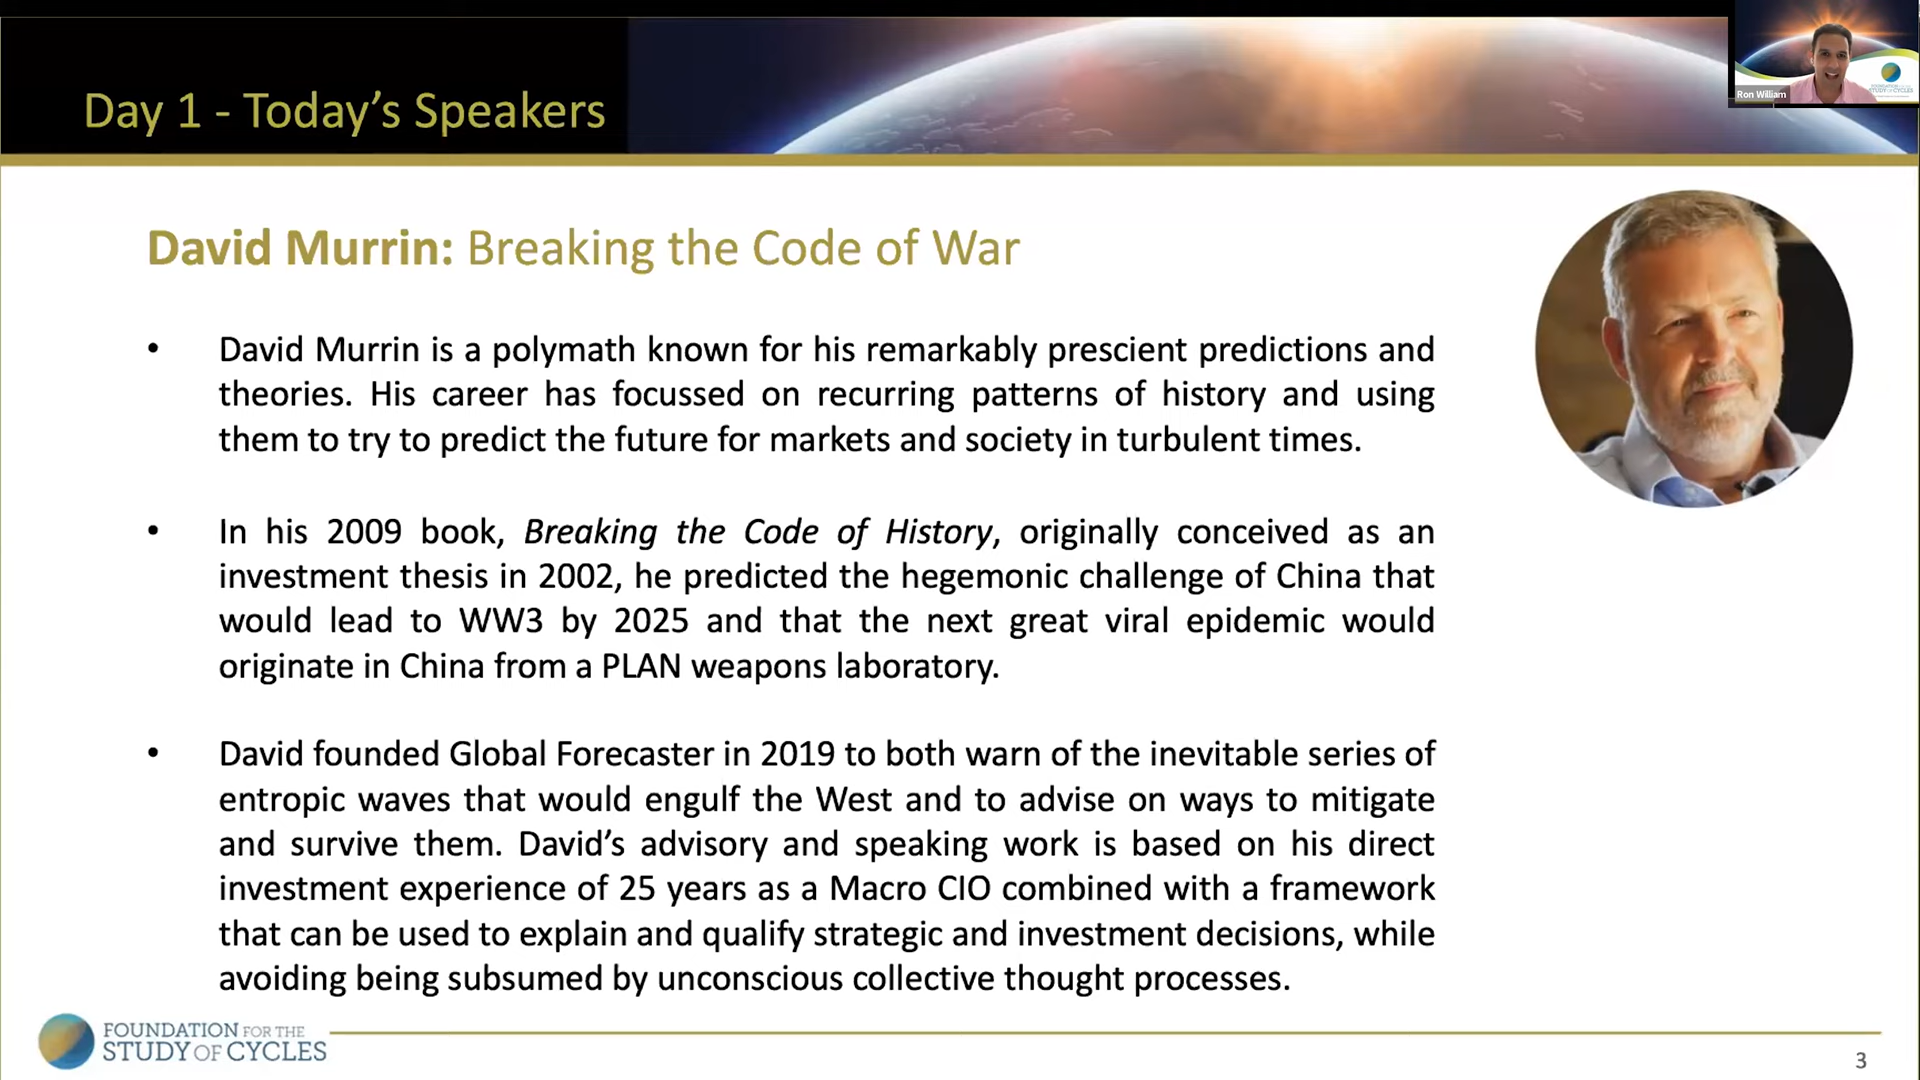 Day 1 - Today's Speakers
Ron William
David Murrin: Breaking the Code of War
• David Murrin is a polymath known for his remarkably prescient predictions and
theories. His career has focussed on recurring patterns of history and using
them to try to predict the future for markets and society in turbulent times.
• In his 2009 book, Breaking the Code of History, originally conceived as an
investment thesis in 2002, he predicted the hegemonic challenge of China that
would lead to WW3 by 2025 and that the next great viral epidemic would
originate in China from a PLAN weapons laboratory.
• David founded Global Forecaster in 2019 to both warn of the inevitable series of
entropic waves that would engulf the West and to advise on ways to mitigate
and survive them. David's advisory and speaking work is based on his direct
investment experience of 25 years as a Macro CIO combined with a framework
that can be used to explain and qualify strategic and investment decisions, while
avoiding being subsumed by unconscious collective thought processes.
FOUNDATION FOR THE
STUDY OF CYCLES
3